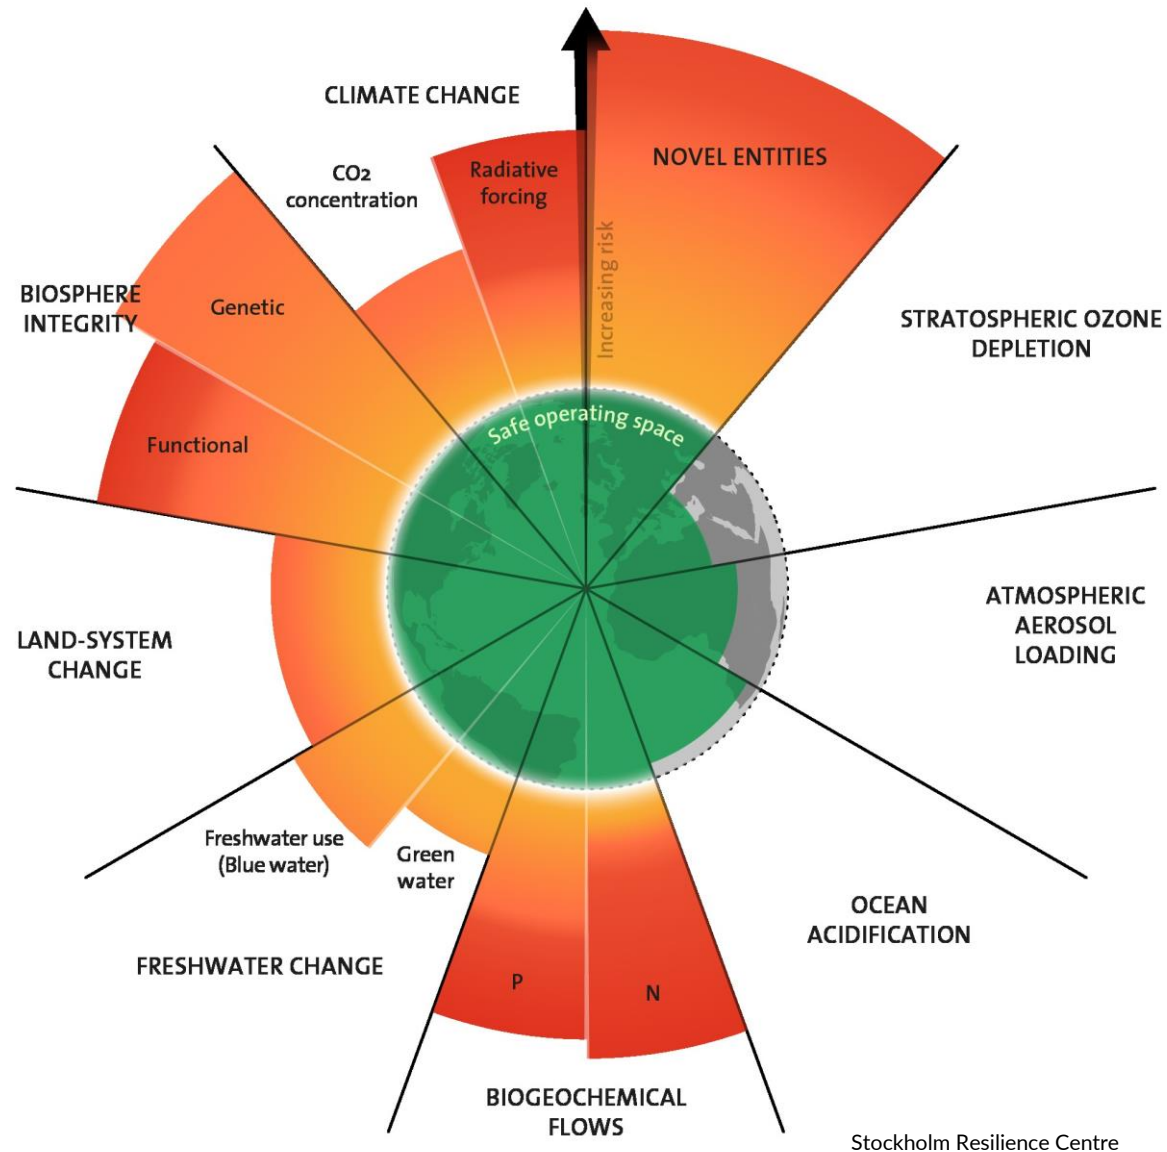 CLIMATE CHANGE
CO2
concentration
Radiative
forcing
NOVEL ENTITIES
Increasing risk
BIOSPHERE
INTEGRITY
Genetic
Functional
STRATOSPHERIC OZONE
DEPLETION
Safe operating space
ATMOSPHERIC
AEROSOL
LOADING
LAND-SYSTEM
CHANGE
Freshwater use
(Blue water)
Green
water
OCEAN
ACIDIFICATION
FRESHWATER CHANGE
P
N
BIOGEOCHEMICAL
FLOWS
Stockholm Resilience Centre